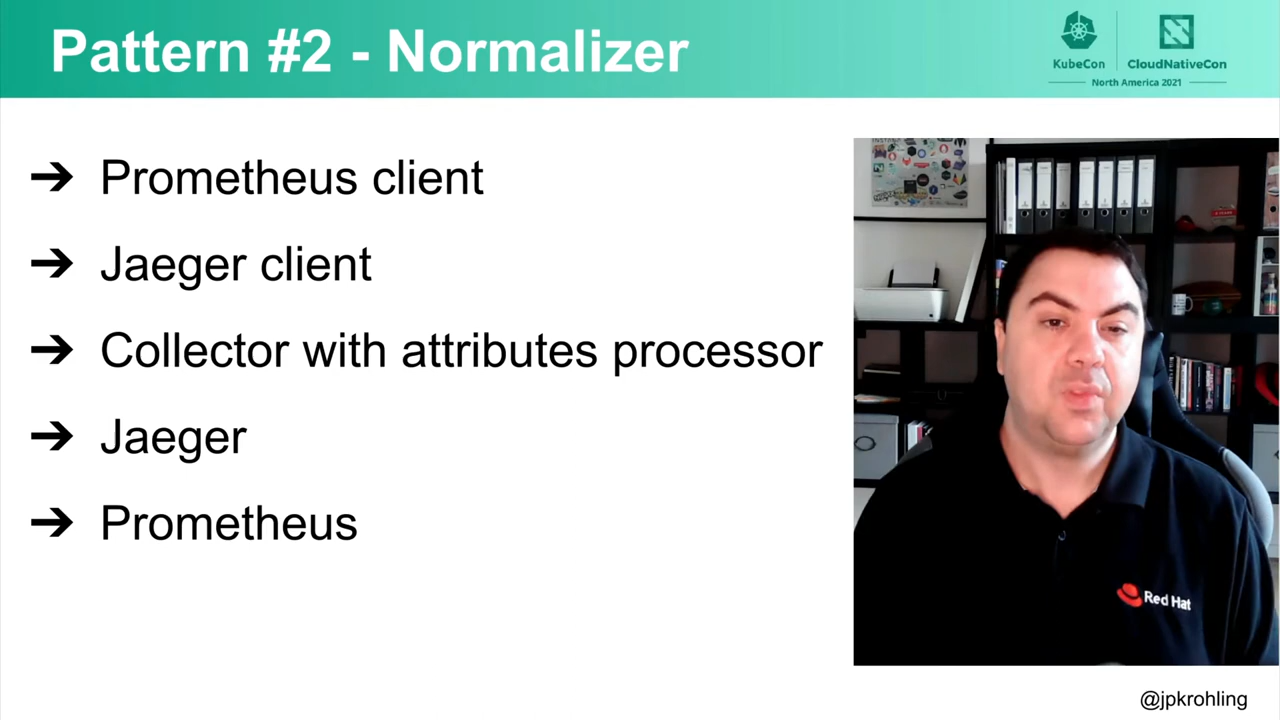 Pattern #2 - Normalizer
KubeCon
CloudNativeCon
North America 2021
➔ Prometheus client
➔ Jaeger client
➔ Collector with attributes processor
➔ Jaeger
➔ Prometheus
Red Hat
@jpkrohling